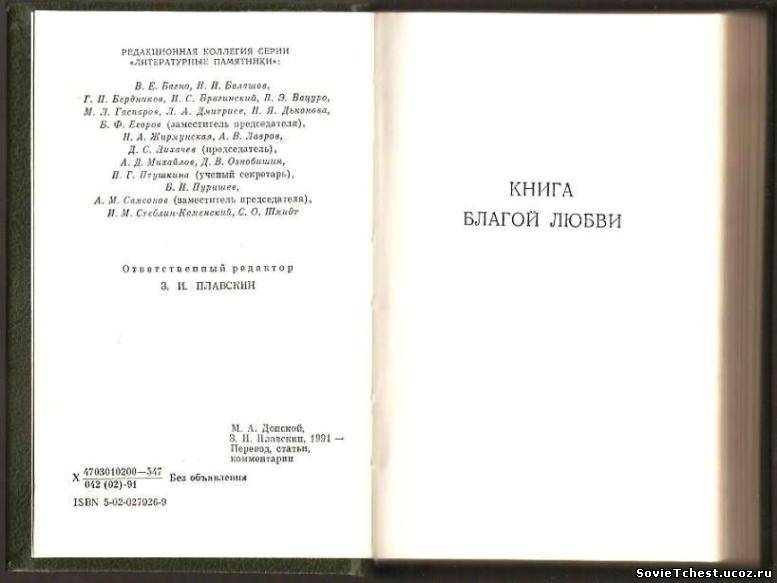 РЕДАКЦИОННАЯ КОЛЛЕГИЯ СЕРИИ
«ЛИТЕРАТУРНЫЕ ПАМЯТНИКИ»:
В. Е. Багно, Н. И. Балашов,
Г. П. Бердников, И. С. Брагинский, В. Э. Вацуро,
М. Л. Гаспаров, Л. А. Дмитриев, Н. Я. Дьконова,
Б. Ф. Егоров (заместитель председателя),
Н. А. Жирмунская, А. В. Лавров,
Д. С. Лихачев (председатель),
А. Д. Михайлов, Д. В. Ознобишин,
И. Г. Птушкина (ученый секретарь),
Б. И. Пуришев,
А. М. Самсонов (заместитель председателя),
И. М. Стеблин-Каменский, С. О. Шмидт
Ответственный редактор
З. И. ПЛАВСКИН
М. А. Донской,
З. И. Плавскин, 1991 —
Перевод, статьи,
комментарии
Х 4703010200—547
042 (02)-91 Без объявления
ISBN 5-02-027926-9
КНИГА
БЛАГОЙ ЛЮБВИ
SovieTchest.ucoz.ru